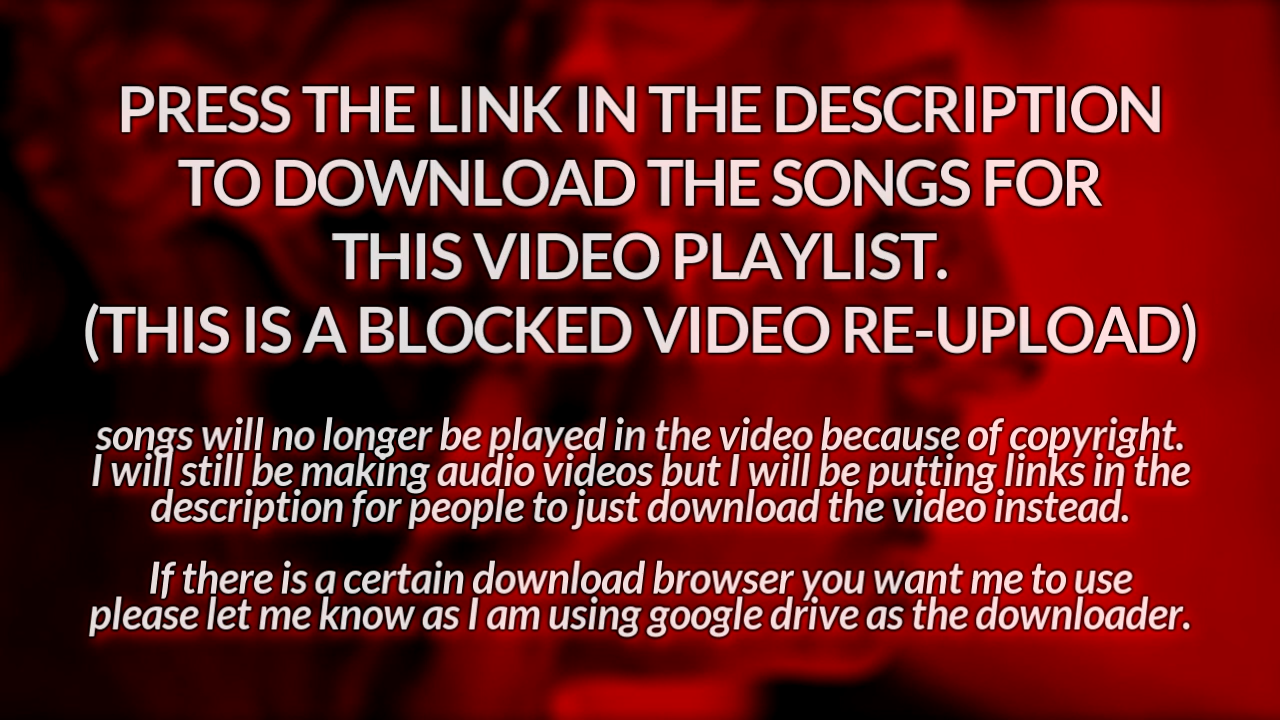 PRESS THE LINK IN THE DESCRIPTION
TO DOWNLOAD THE SONGS FOR
THIS VIDEO PLAYLIST.
(THIS IS A BLOCKED VIDEO RE-UPLOAD)
songs will no longer be played in the video because of copyright.
I will still be making audio videos but I will be putting links in the
description for people to just download the video instead.
If there is a certain download browser you want me to use
please let me know as I am using google drive as the downloader.